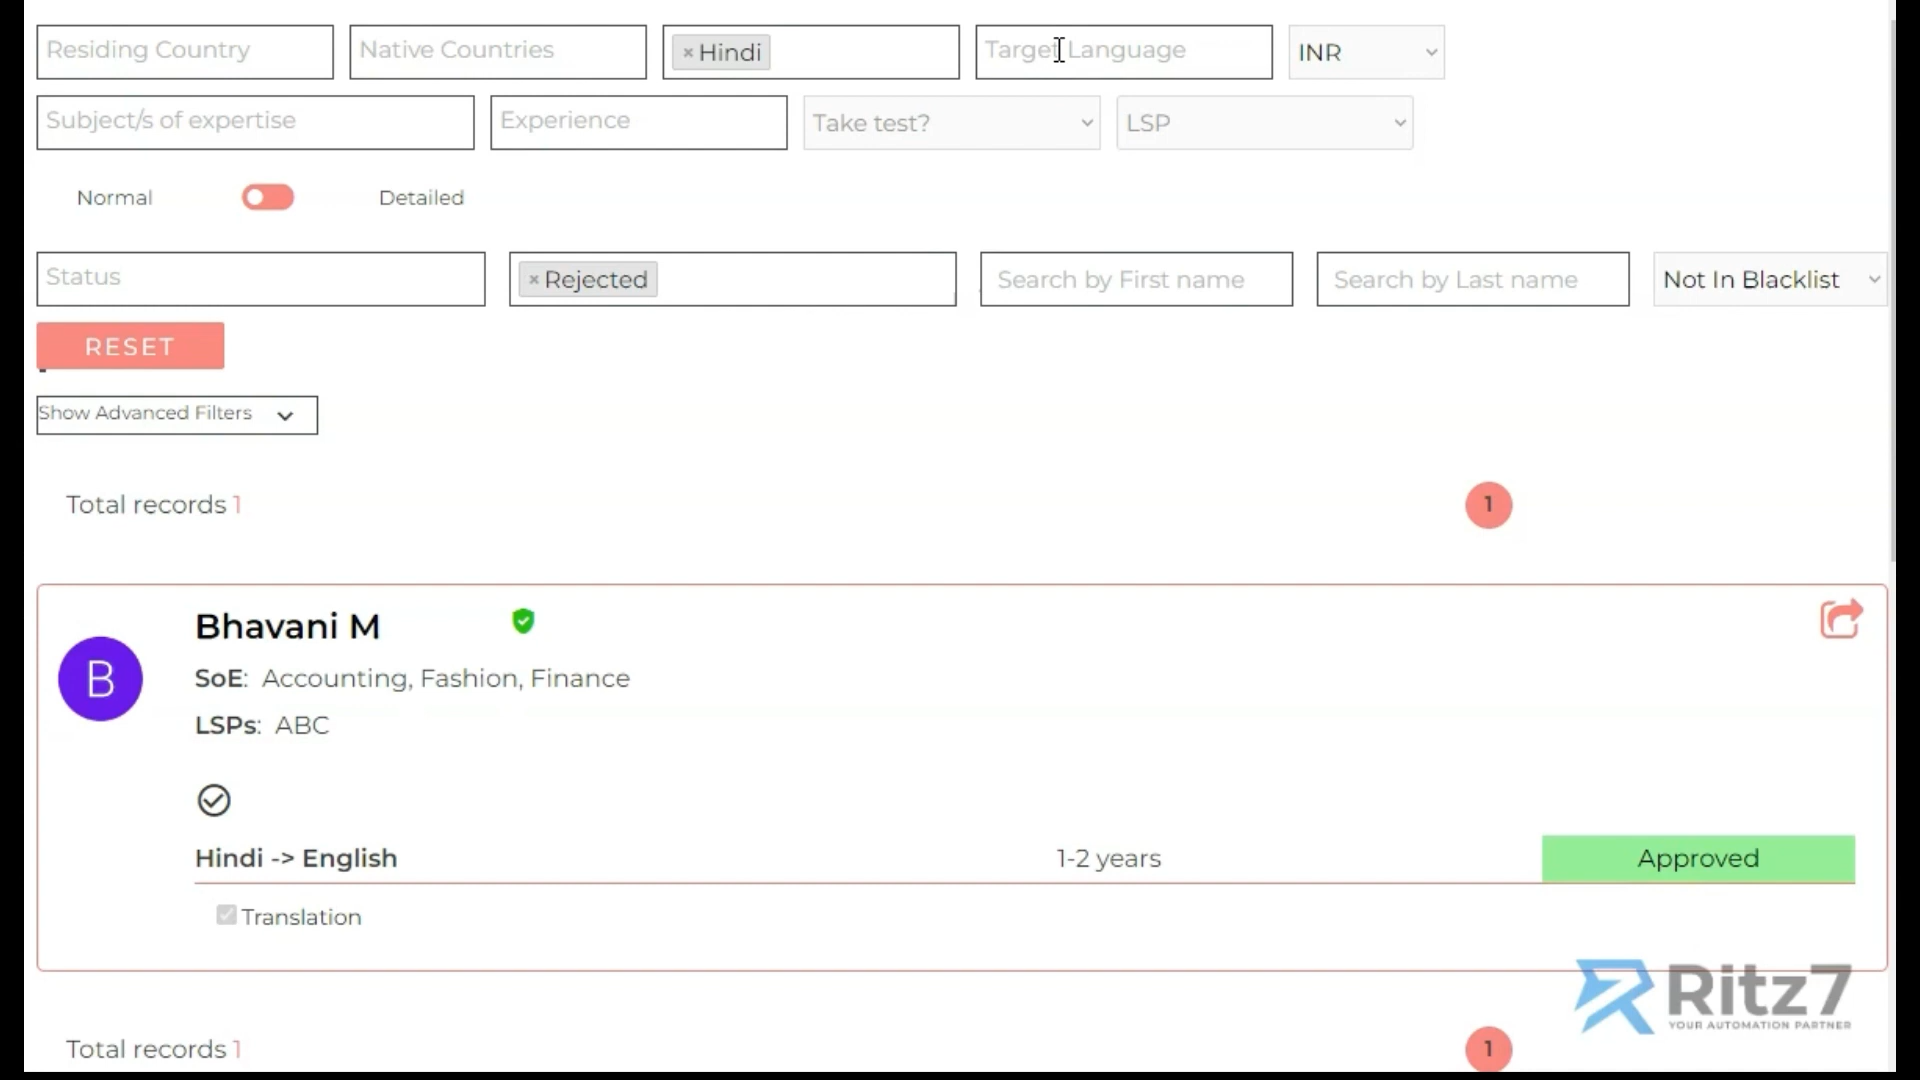 Residing Country Native Countries × Hindi Target Language INR
Subject/s of expertise Experience Take test? LSP
Normal Detailed
Status × Rejected Search by First name Search by Last name Not In Blacklist
RESET
Show Advanced Filters
Total records 1 1
Bhavani M
B
SoE: Accounting, Fashion, Finance
LSPs: ABC
Hindi -> English 1-2 years Approved
Translation
Ritz7
YOUR AUTOMATION PARTNER
Total records 1 1